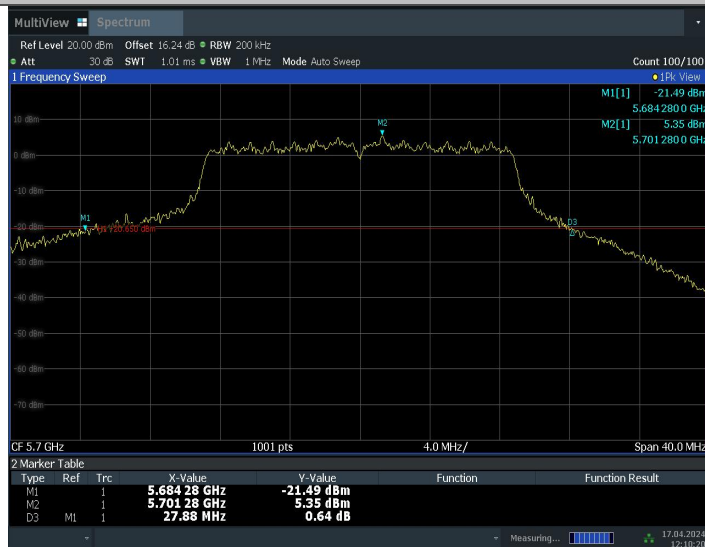 MultiView Spectrum
Ref Level 20.00 dBm Offset 16.24 dB RBW 200 kHz
Att 30 dB SWT 1.01 ms VBW 1 MHz Mode Auto Sweep Count 100/100
1 Frequency Sweep 1Pk View
M1[1] -21.49 dBm
5.684 280 0 GHz
M2[1] 5.35 dBm
5.701 280 0 GHz
10 dBm
M2
0 dBm
-10 dBm
M1
D3
-20 dBm
-30 dBm
-40 dBm
-50 dBm
-60 dBm
-70 dBm
CF 5.7 GHz 1001 pts 4.0 MHz/ Span 40.0 MHz
2 Marker Table
Type Ref Trc X-Value Y-Value Function Function Result
M1 1 5.684 28 GHz -21.49 dBm
M2 1 5.701 28 GHz 5.35 dBm
D3 M1 1 27.88 MHz 0.64 dB
Measuring... 17.04.2024
12:10:20